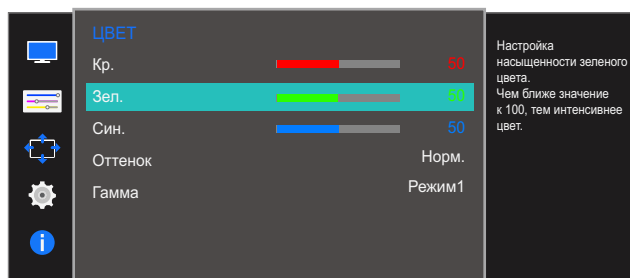 ЦВЕТ
Кр. 50
Зел. 50
Син. 50
Оттенок Норм.
Гамма Режим1
Настройка
насыщенности зеленого
цвета.
Чем ближе значение
к 100, тем интенсивнее
цвет.